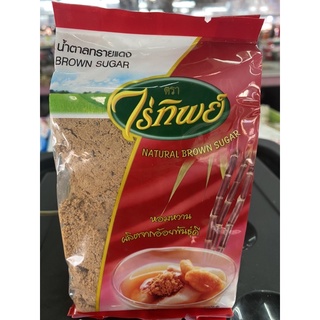 น้ำตาลทรายแดง
BROWN SUGAR
ตรา
ไร่ทิพย์
NATURAL BROWN SUGAR
หอมหวาน
ผลิตจากอ้อยพันธุ์ดี